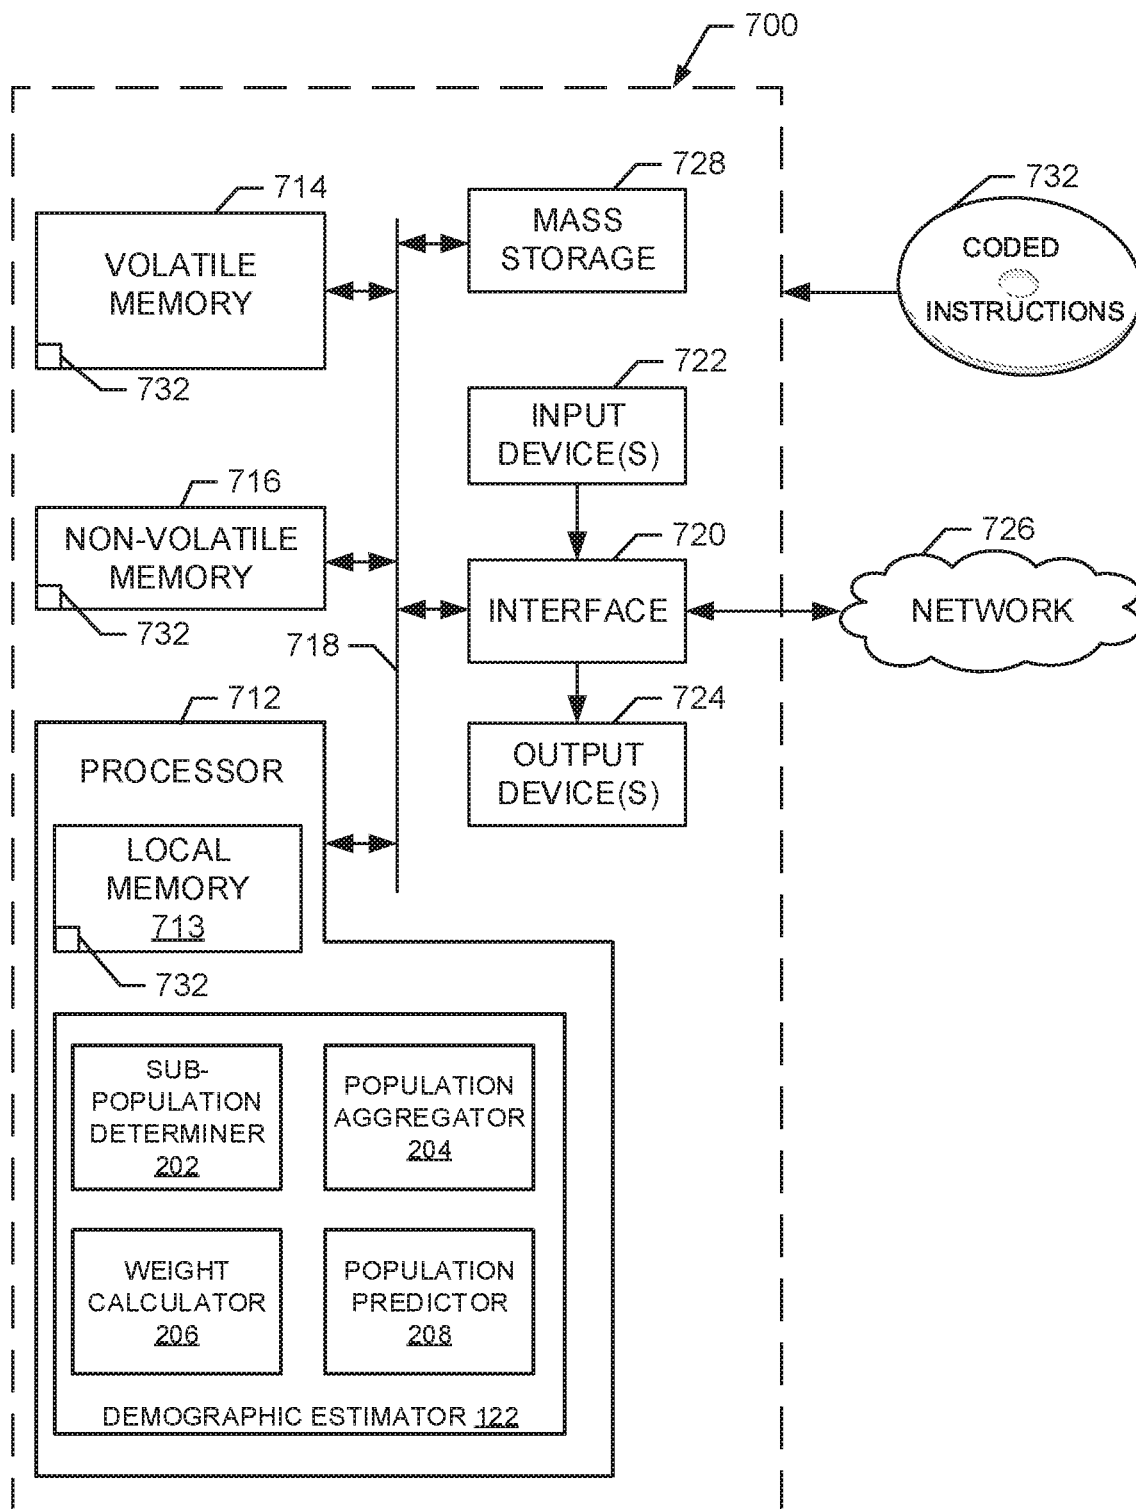 700
714
VOLATILE
MEMORY
732
728
MASS
STORAGE
732
CODED
INSTRUCTIONS
722
INPUT
DEVICE(S)
716
NON-VOLATILE
MEMORY
732
720
INTERFACE
726
NETWORK
718
724
OUTPUT
DEVICE(S)
712
PROCESSOR
LOCAL
MEMORY
713
732
SUB-
POPULATION
DETERMINER
202
POPULATION
AGGREGATOR
204
WEIGHT
CALCULATOR
206
POPULATION
PREDICTOR
208
DEMOGRAPHIC ESTIMATOR 122